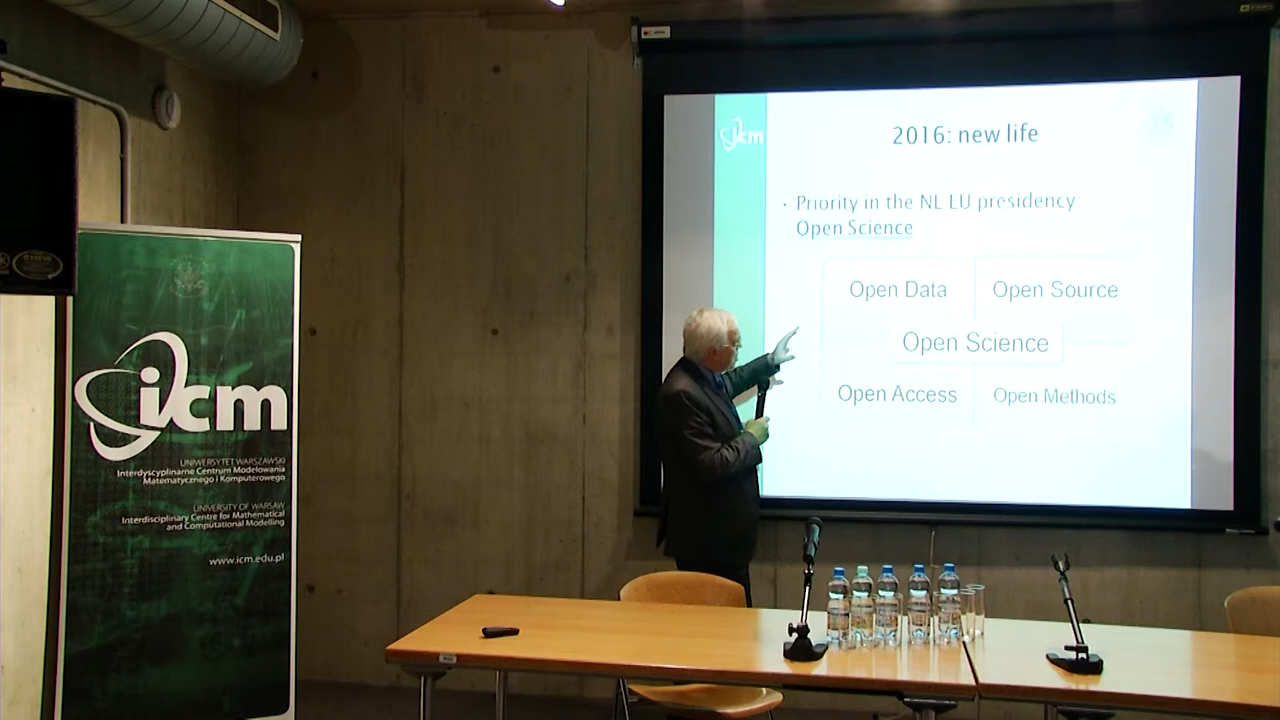 icm
UNIWERSYTET WARSZAWSKI
Interdyscyplinarne Centrum Modelowania
Matematycznego i Komputerowego
UNIVERSITY OF WARSAW
Interdisciplinary Centre for Mathematical
and Computational Modelling
www.icm.edu.pl
icm
2016: new life
• Priority in the NL EU presidency:
Open Science
Open Data
Open Source
Open Science
Open Access
Open Methods